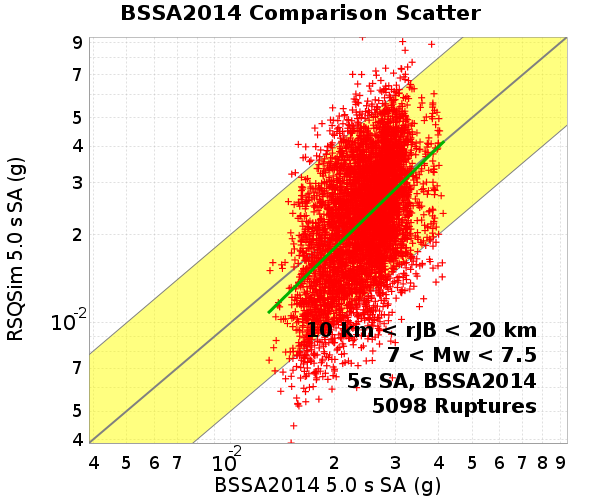 BSSA2014 Comparison Scatter
RSQSim 5.0 s SA (g)
9
7
5
4
3
2
10-2
7
5
4
10 km < rJB < 20 km
7 < Mw < 7.5
5s SA, BSSA2014
5098 Ruptures
4 5 6 7 10-2 2 3 4 5 6 7 8 9
BSSA2014 5.0 s SA (g)